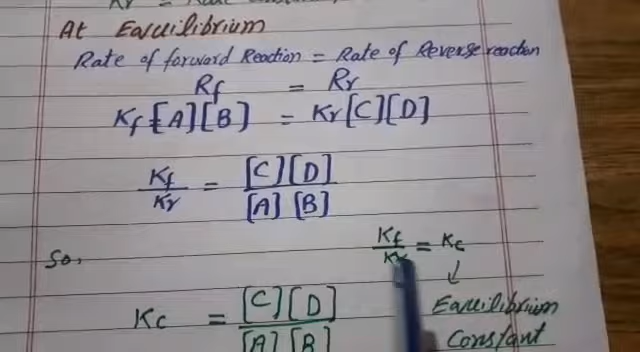 At Equilibrium
Rate of forward Reaction = Rate of Reverse reaction
Rf = Rr
Kf [A][B] = Kr [C][D]
Kf/Kr = [C][D]/[A][B]
So,
Kf/Kr = Kc
↓
Equilibrium
Constant
Kc = [C][D]/[A][B]